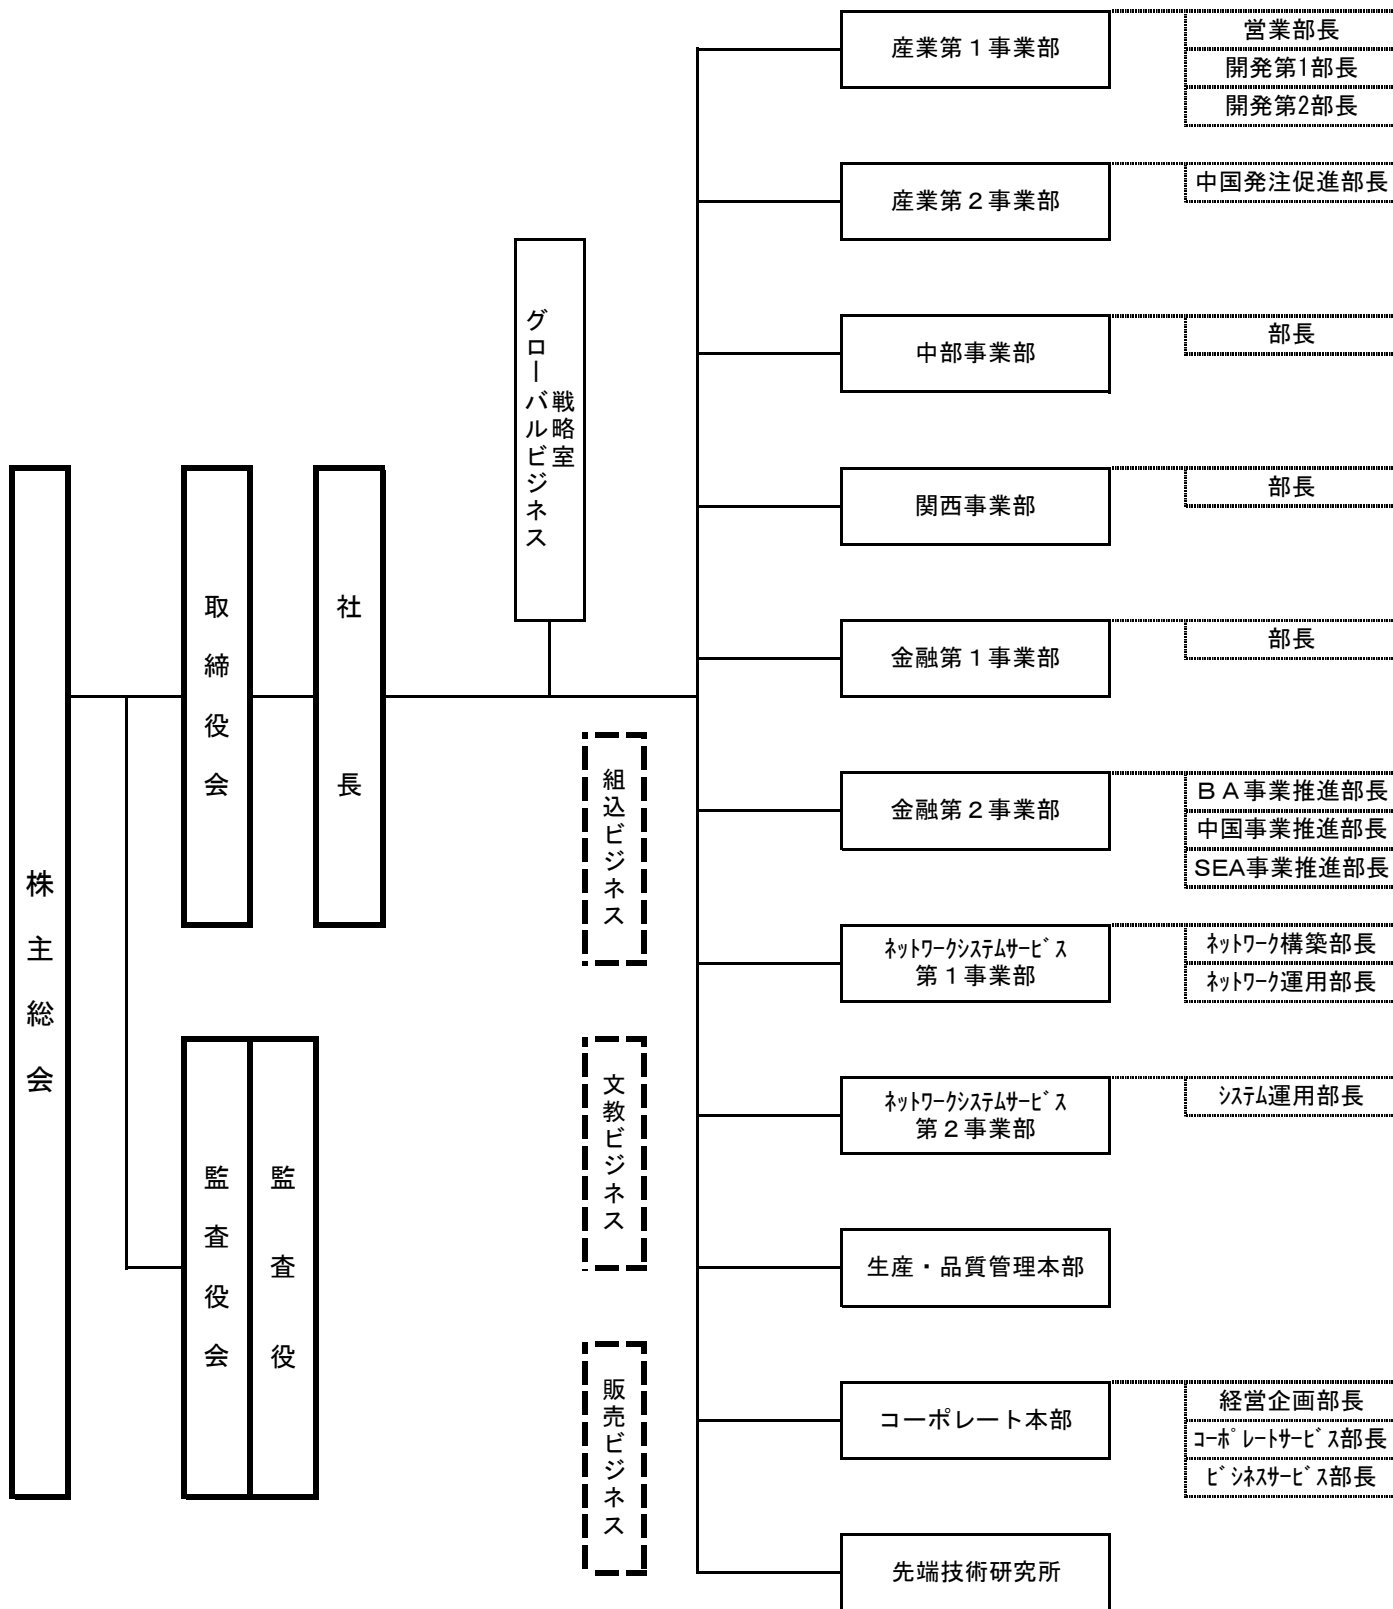 株主総会
取締役会
社長
監査役会
監査役
グローバルビジネス
戦略室
組込ビジネス
文教ビジネス
販売ビジネス
産業第１事業部
営業部長
開発第1部長
開発第2部長
産業第２事業部
中国発注促進部長
中部事業部
部長
関西事業部
部長
金融第１事業部
部長
金融第２事業部
ＢＡ事業推進部長
中国事業推進部長
SEA事業推進部長
ﾈｯﾄﾜｰｸｼｽﾃﾑｻｰﾋﾞｽ
第１事業部
ﾈｯﾄﾜｰｸ構築部長
ﾈｯﾄﾜｰｸ運用部長
ﾈｯﾄﾜｰｸｼｽﾃﾑｻｰﾋﾞｽ
第２事業部
ｼｽﾃﾑ運用部長
生産・品質管理本部
コーポレート本部
経営企画部長
ｺｰﾎﾟﾚｰﾄｻｰﾋﾞｽ部長
ﾋﾞｼﾞﾈｽｻｰﾋﾞｽ部長
先端技術研究所